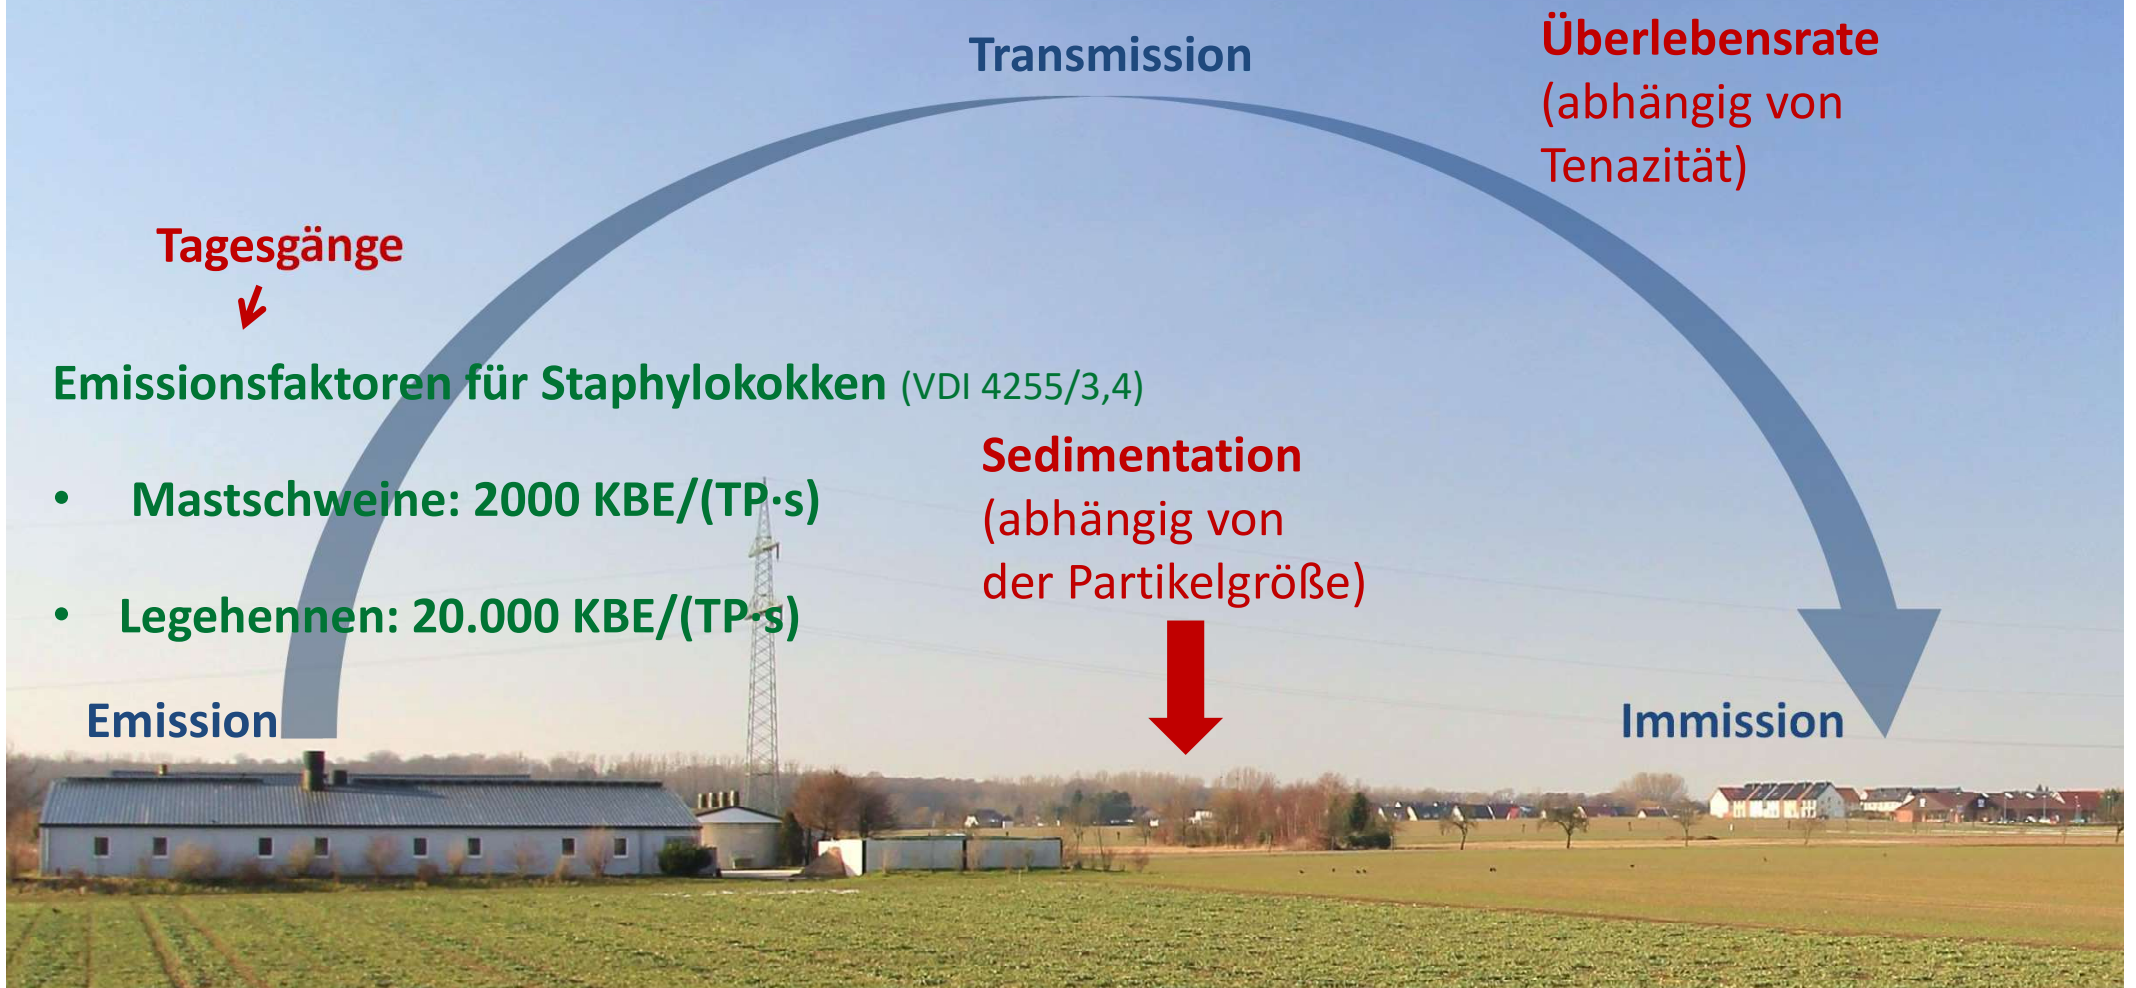 Transmission
Überlebensrate
(abhängig von
Tenazität)
Tagesgänge
Emissionsfaktoren für Staphylokokken (VDI 4255/3,4)
• Mastschweine: 2000 KBE/(TP·s)
• Legehennen: 20.000 KBE/(TP·s)
Sedimentation
(abhängig von
der Partikelgröße)
Emission
Immission